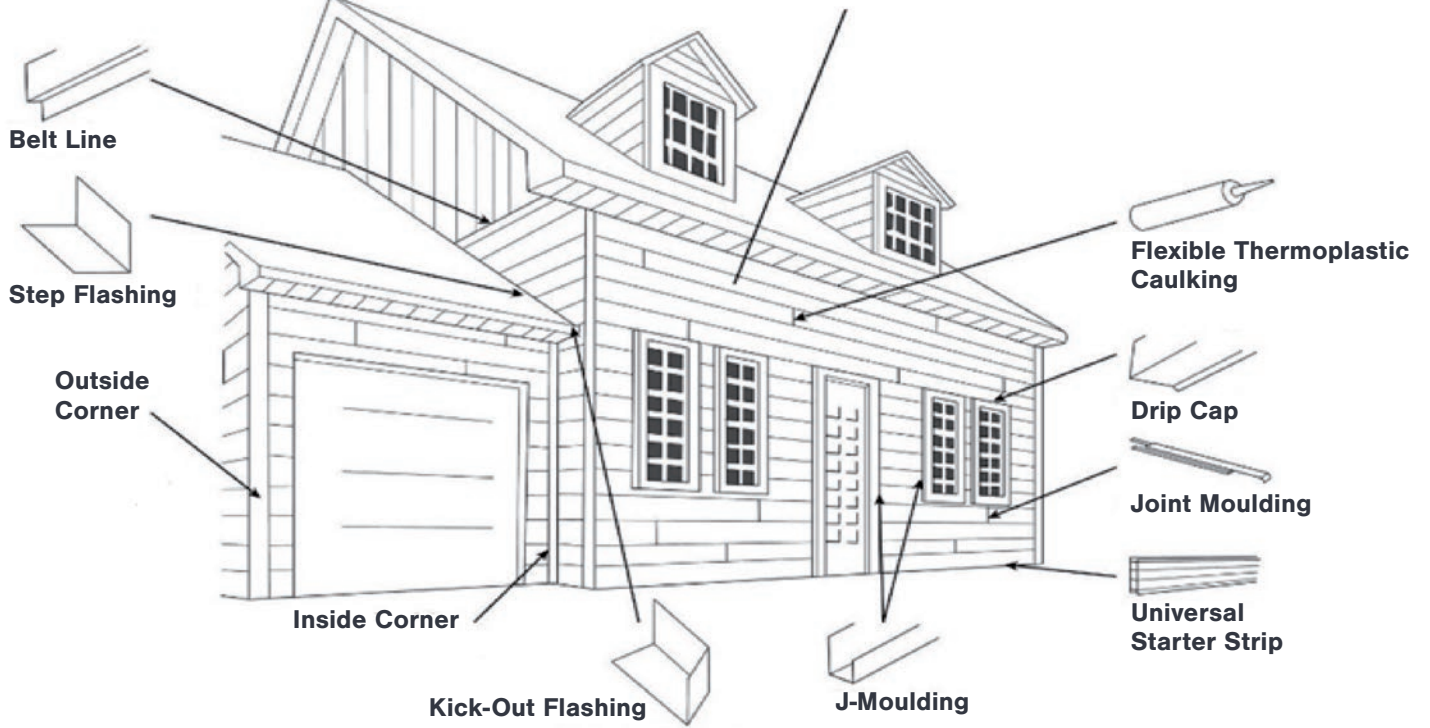 Belt Line
Step Flashing
Outside
Corner
Inside Corner
Kick-Out Flashing
J-Moulding
Flexible Thermoplastic
Caulking
Drip Cap
Joint Moulding
Universal
Starter Strip